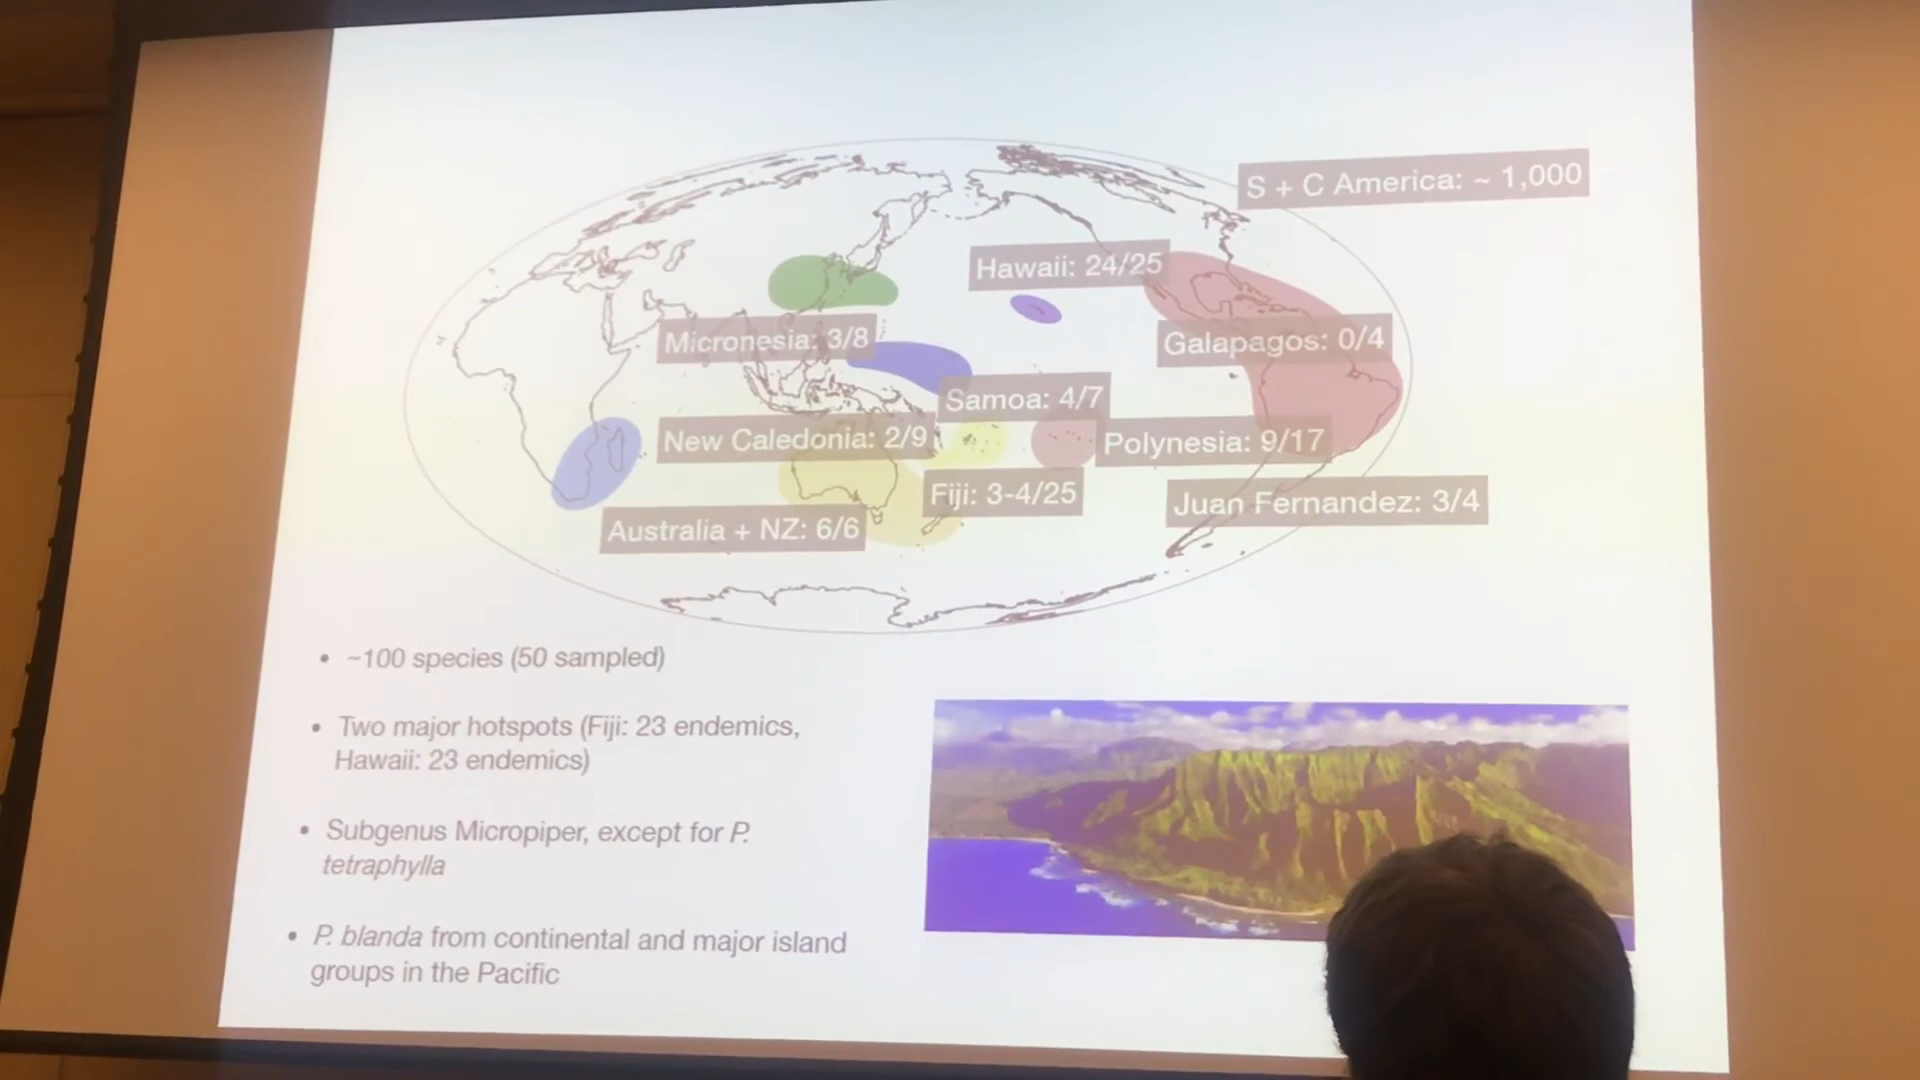 S + C America: ~ 1,000
Hawaii: 24/25
Micronesia: 3/8
Galapagos: 0/4
Samoa: 4/7
New Caledonia: 2/9
Polynesia: 9/17
Fiji: 3-4/25
Juan Fernandez: 3/4
Australia + NZ: 6/6
• ~100 species (50 sampled)
• Two major hotspots (Fiji: 23 endemics,
Hawaii: 23 endemics)
• Subgenus Micropiper, except for P.
tetraphylla
• P. blanda from continental and major island
groups in the Pacific